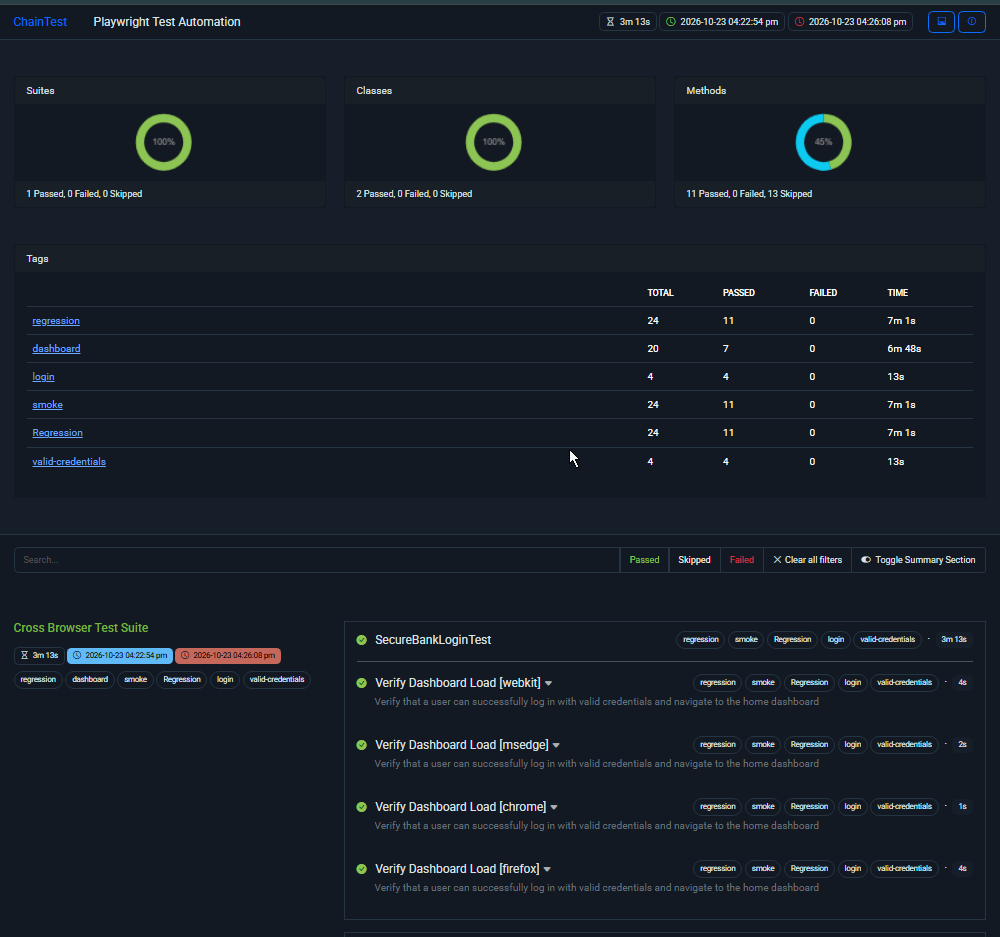 ChainTest Playwright Test Automation 3m 13s 2026-10-23 04:22:54 pm 2026-10-23 04:26:08 pm
Suites Classes Methods
100% 100% 45%
1 Passed, 0 Failed, 0 Skipped 2 Passed, 0 Failed, 0 Skipped 11 Passed, 0 Failed, 13 Skipped
Tags
TOTAL PASSED FAILED TIME
regression 24 11 0 7m 1s
dashboard 20 7 0 6m 48s
login 4 4 0 13s
smoke 24 11 0 7m 1s
Regression 24 11 0 7m 1s
valid-credentials 4 4 0 13s
Search... Passed Skipped Failed Clear all filters Toggle Summary Section
Cross Browser Test Suite
3m 13s 2026-10-23 04:22:54 pm 2026-10-23 04:26:08 pm
regression dashboard smoke Regression login valid-credentials
SecureBankLoginTest regression smoke Regression login valid-credentials · 3m 13s
Verify Dashboard Load [webkit] regression smoke Regression login valid-credentials · 4s
Verify that a user can successfully log in with valid credentials and navigate to the home dashboard
Verify Dashboard Load [msedge] regression smoke Regression login valid-credentials · 2s
Verify that a user can successfully log in with valid credentials and navigate to the home dashboard
Verify Dashboard Load [chrome] regression smoke Regression login valid-credentials · 1s
Verify that a user can successfully log in with valid credentials and navigate to the home dashboard
Verify Dashboard Load [firefox] regression smoke Regression login valid-credentials · 4s
Verify that a user can successfully log in with valid credentials and navigate to the home dashboard